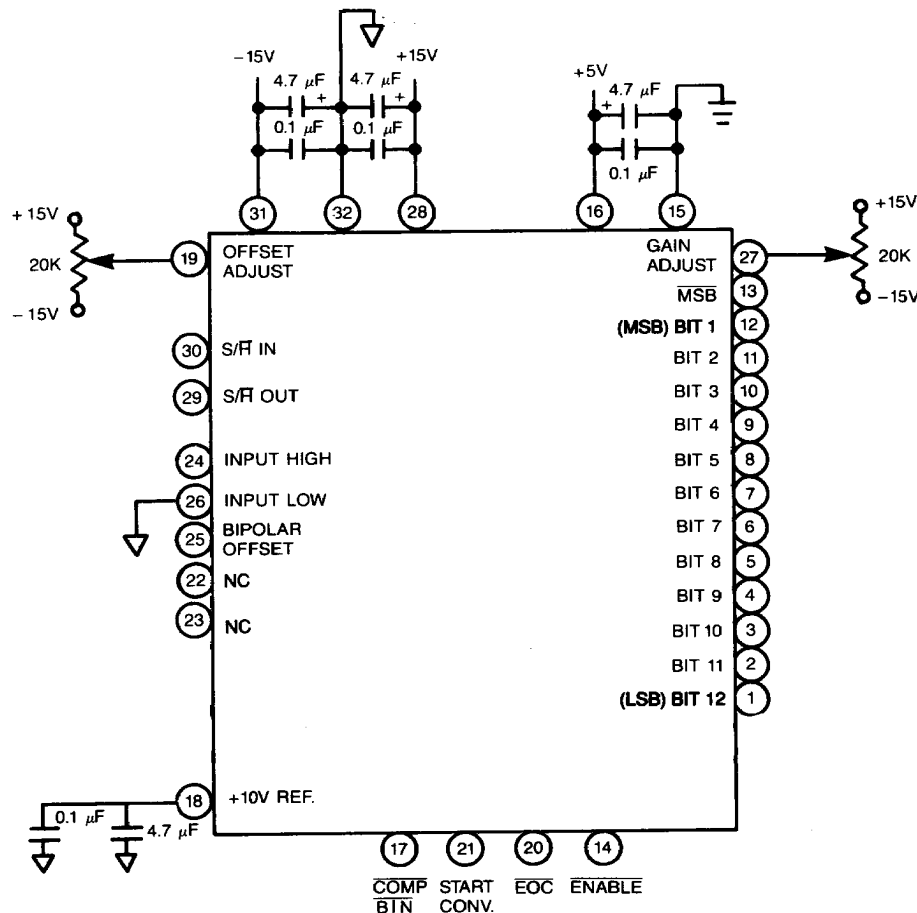 -15V
+15V
4.7 μF
4.7 μF
+
+
0.1 μF
0.1 μF
+5V
4.7 μF
+
0.1 μF
31
32
28
16
15
+15V
20K
-15V
19
OFFSET
ADJUST
GAIN
ADJUST
27
+15V
20K
-15V
M̅S̅B̅
13
(MSB) BIT 1
12
BIT 2
11
BIT 3
10
BIT 4
9
BIT 5
8
BIT 6
7
BIT 7
6
BIT 8
5
BIT 9
4
BIT 10
3
BIT 11
2
(LSB) BIT 12
1
30
S/H̅ IN
29
S/H̅ OUT
24
INPUT HIGH
26
INPUT LOW
25
BIPOLAR
OFFSET
22
NC
23
NC
18
+10V REF.
0.1 μF
4.7 μF
17
21
20
14
C̅O̅M̅P̅
B̅I̅N̅
START
CONV.
E̅O̅C̅
E̅N̅A̅B̅L̅E̅